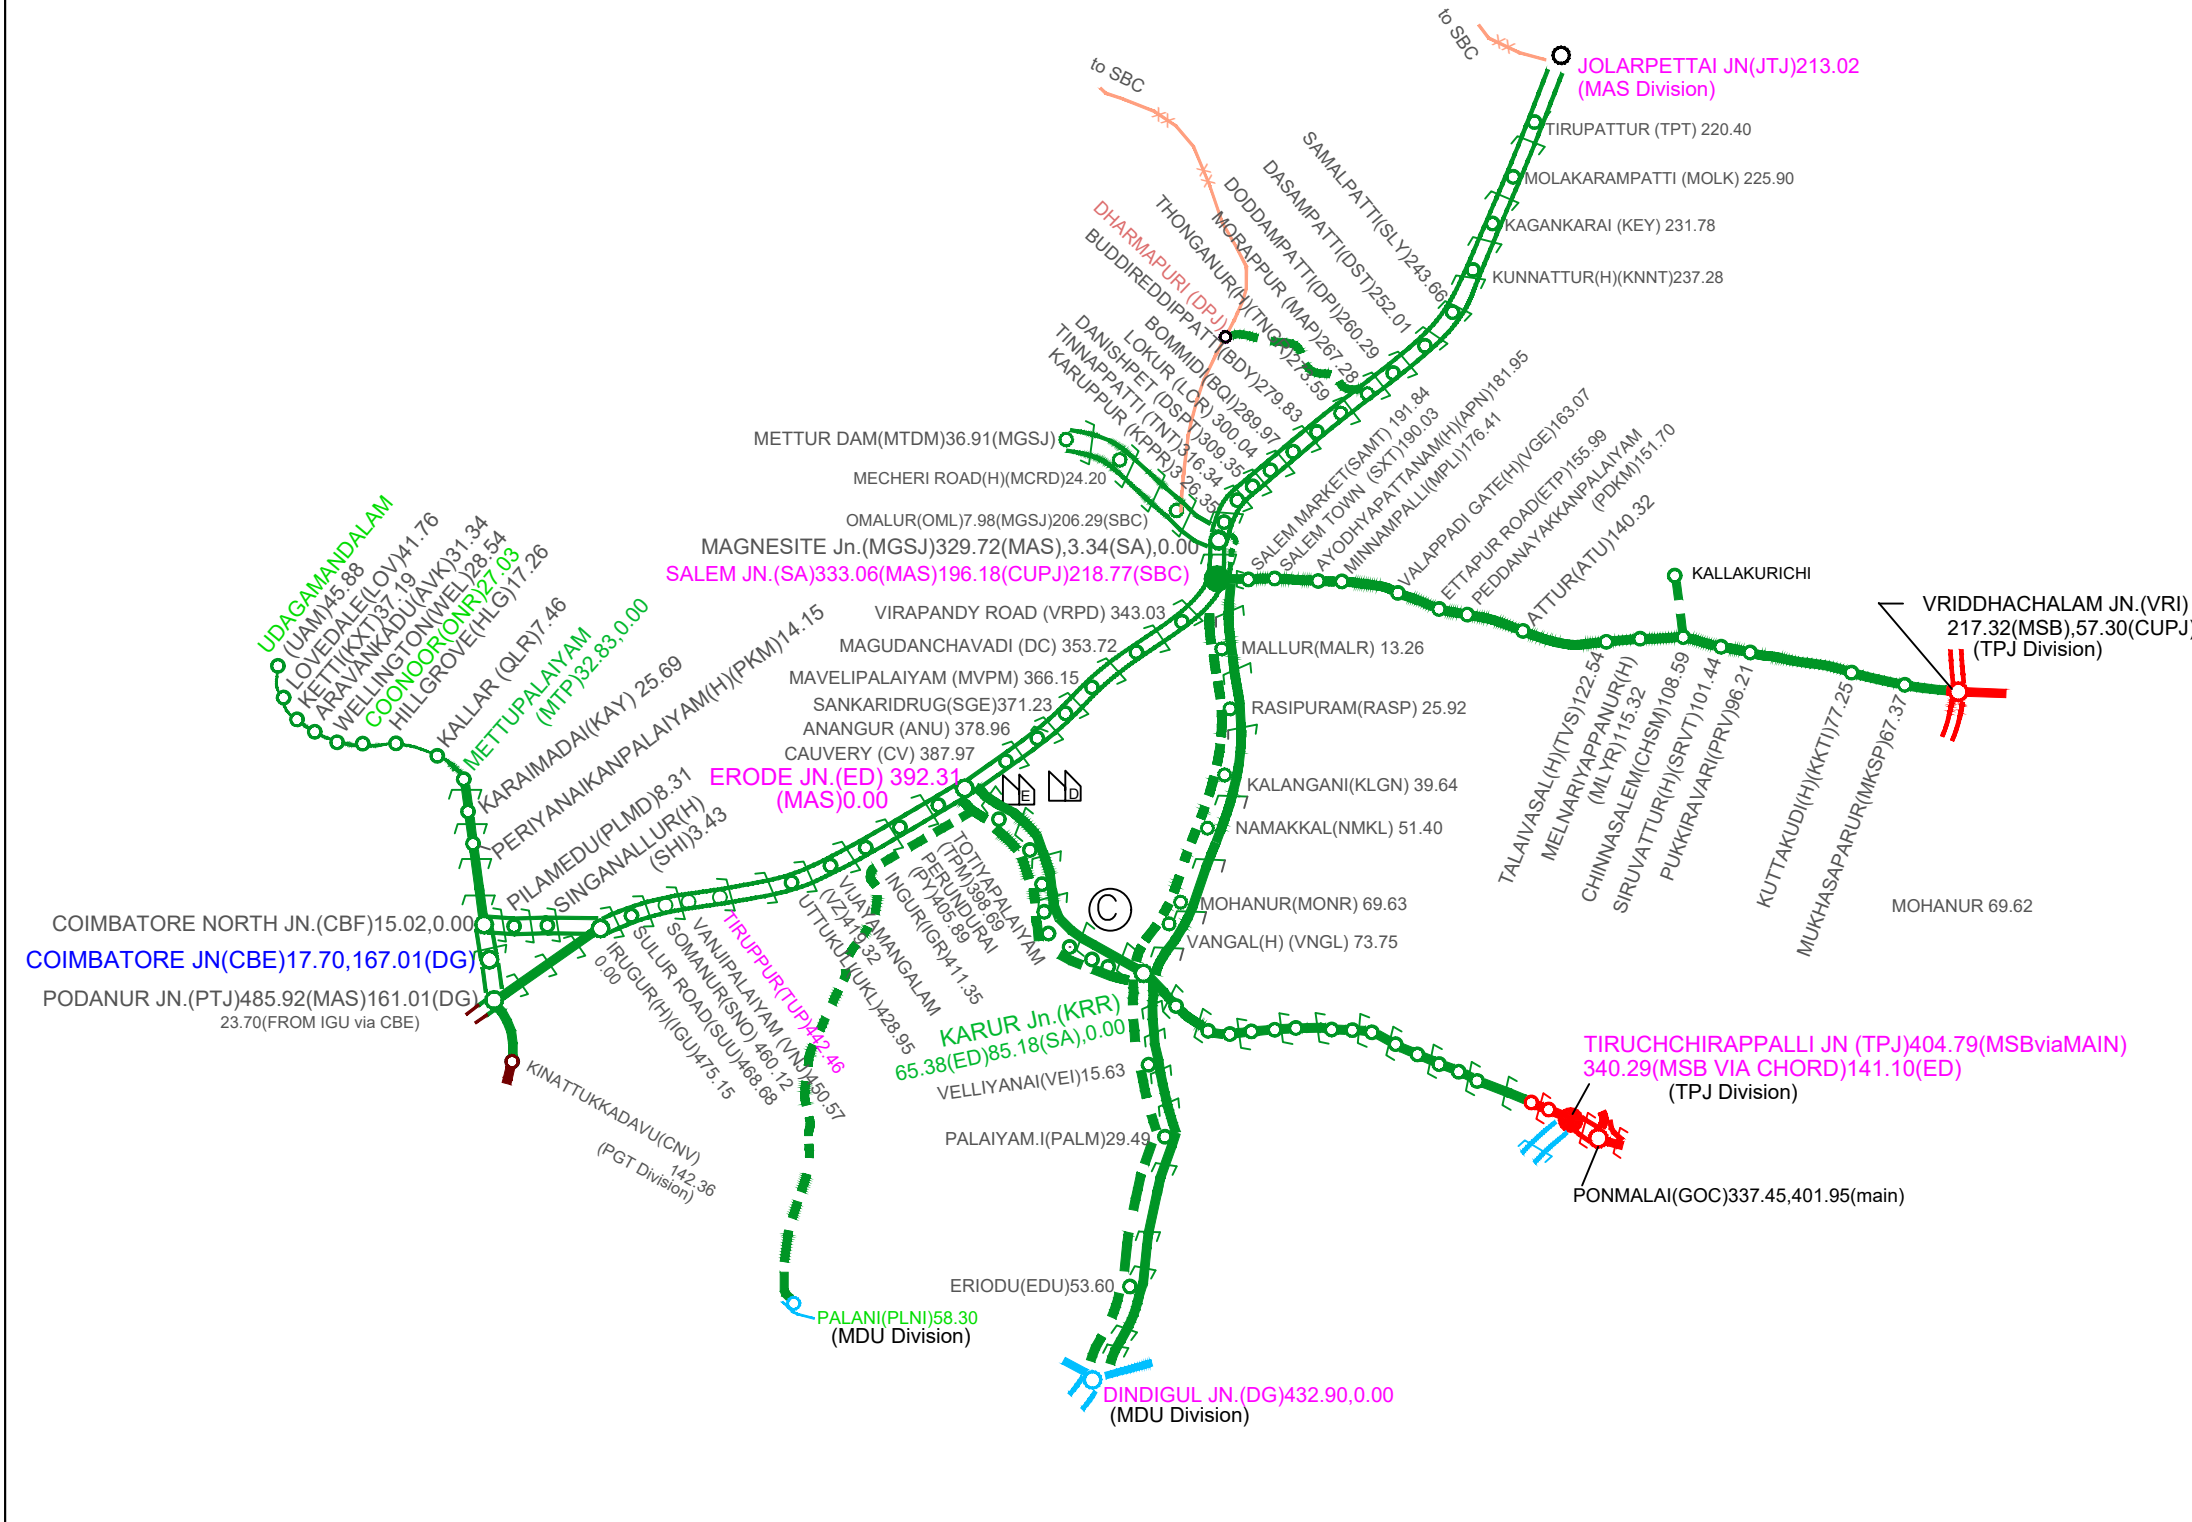 to SBC
to SBC
JOLARPETTAI JN(JTJ)213.02
(MAS Division)
TIRUPATTUR (TPT) 220.40
MOLAKARAMPATTI (MOLK) 225.90
KAGANKARAI (KEY) 231.78
KUNNATTUR(H)(KNNT)237.28
SAMALPATTI(SLY)243.66
DASAMPATTI(DST)252.01
DODDAMPATTI(DPI)260.29
MORAPPUR (MAP)267.28
THONGANUR(H)(TNGR)273.59
DHARMAPURI (DPJ)
BUDDIREDDIPPATTI(BDY)279.83
BOMMIDI(BQI)289.97
LOKUR (LCR) 300.04
DANISHPET (DSPT)309.35
TINNAPPATTI (TNT)316.34
KARUPPUR (KPPR)326.35
METTUR DAM(MTDM)36.91(MGSJ)
MECHERI ROAD(H)(MCRD)24.20
OMALUR(OML)7.98(MGSJ)206.29(SBC)
MAGNESITE Jn.(MGSJ)329.72(MAS),3.34(SA),0.00
SALEM JN.(SA)333.06(MAS)196.18(CUPJ)218.77(SBC)
SALEM MARKET(SAMT) 191.84
SALEM TOWN (SXT)190.03
AYODHYAPATTANAM(H)(APN)181.95
MINNAMPALLI(MPLI)176.41
VALAPPADI GATE(H)(VGE)163.07
ETTAPUR ROAD(ETP)155.99
PEDDANAYAKKANPALAIYAM
(PDKM)151.70
ATTUR(ATU)140.32
KALLAKURICHI
VRIDDHACHALAM JN.(VRI)
217.32(MSB),57.30(CUPJ)
(TPJ Division)
TALAIVASAL(H)(TVS)122.54
MELNARIYAPPANUR(H)
(MLYR)115.32
CHINNASALEM(CHSM)108.59
SIRUVATTUR(H)(SRVT)101.44
PUKKIRAVARI(PRV)96.21
KUTTAKUDI(H)(KKTI)77.25
MUKHASAPARUR(MKSP)67.37
MOHANUR 69.62
VIRAPANDY ROAD (VRPD) 343.03
MAGUDANCHAVADI (DC) 353.72
MAVELIPALAIYAM (MVPM) 366.15
SANKARIDRUG(SGE)371.23
ANANGUR (ANU) 378.96
CAUVERY (CV) 387.97
ERODE JN.(ED) 392.31
(MAS)0.00
E
D
C
MALLUR(MALR) 13.26
RASIPURAM(RASP) 25.92
KALANGANI(KLGN) 39.64
NAMAKKAL(NMKL) 51.40
MOHANUR(MONR) 69.63
VANGAL(H) (VNGL) 73.75
UDAGAMANDALAM
(UAM)45.88
LOVEDALE(LOV)41.76
KETTI(KXT)37.19
ARAVANKADU(AVK)31.34
WELLINGTON(WEL)28.54
COONOOR(ONR)27.03
HILLGROVE(HLG)17.26
KALLAR (QLR)7.46
METTUPALAIYAM
(MTP)32.83,0.00
KARAIMADAI(KAY) 25.69
PERIYANAIKANPALAIYAM(H)(PKM)14.15
PILAMEDU(PLMD)8.31
SINGANALLUR(H)
(SHI)3.43
COIMBATORE NORTH JN.(CBF)15.02,0.00
COIMBATORE JN(CBE)17.70,167.01(DG)
PODANUR JN.(PTJ)485.92(MAS)161.01(DG)
23.70(FROM IGU via CBE)
KINATTUKKADAVU(CNV)
142.36
(PGT Division)
IRUGUR(H)(IGU)475.15
0.00
SULUR ROAD(SUU)468.68
SOMANUR(SNO) 460.12
VANJIPALAIYAM (VNJ)450.57
TIRUPPUR(TUP)442.46
UTTUKULI(UKL)428.95
VIJAYAMANGALAM
(VZ)419.32
INGUR(IGR)411.35
PERUNDURAI
(PY)405.89
TOTIYAPALAIYAM
(TPM)398.69
KARUR Jn.(KRR)
65.38(ED)85.18(SA),0.00
VELLIYANAI(VEI)15.63
PALAIYAM.I(PALM)29.49
ERIODU(EDU)53.60
PALANI(PLNI)58.30
(MDU Division)
DINDIGUL JN.(DG)432.90,0.00
(MDU Division)
TIRUCHCHIRAPPALLI JN (TPJ)404.79(MSBviaMAIN)
340.29(MSB VIA CHORD)141.10(ED)
(TPJ Division)
PONMALAI(GOC)337.45,401.95(main)